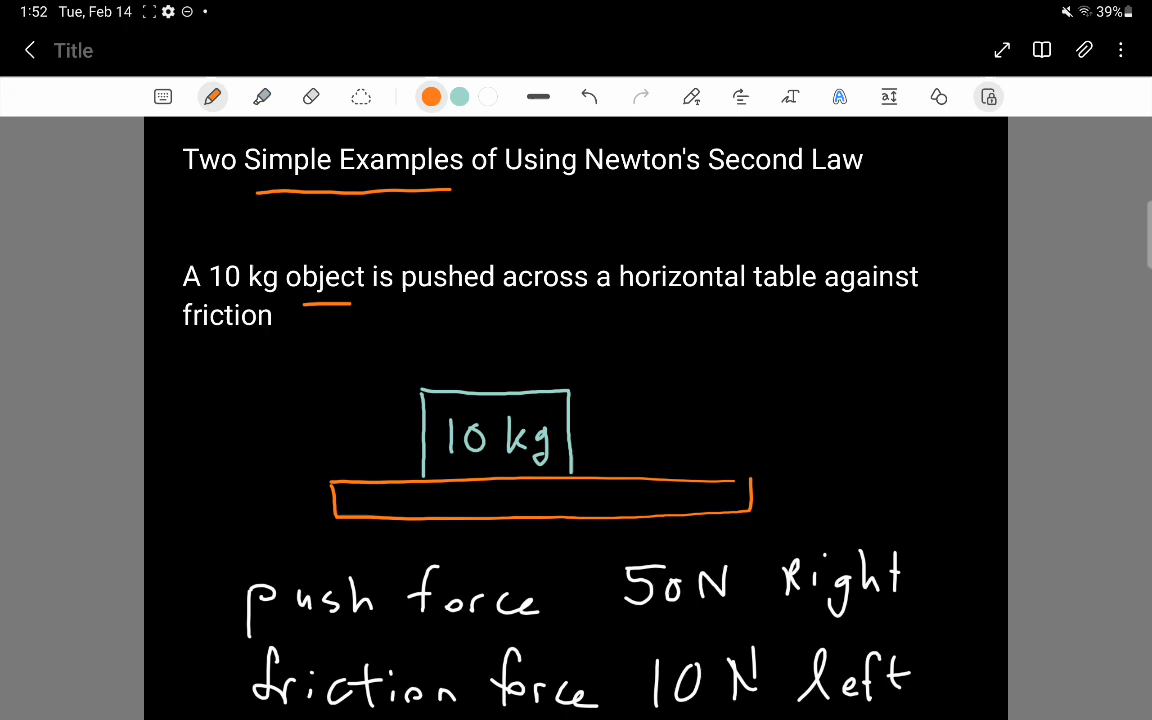 1:52 Tue, Feb 14
39%
Title
Two Simple Examples of Using Newton's Second Law
A 10 kg object is pushed across a horizontal table against
friction
10 kg
push force 50N Right
friction force 10N left